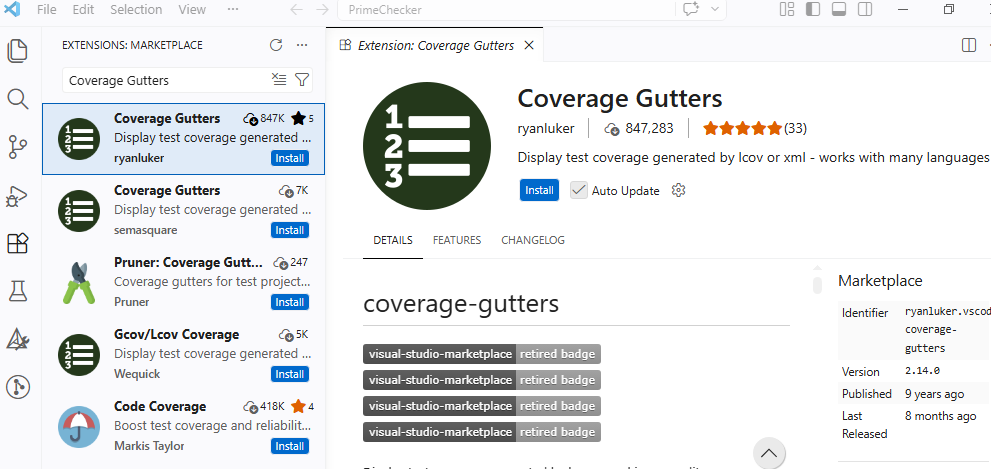 File Edit Selection View ··· PrimeChecker
EXTENSIONS: MARKETPLACE
Coverage Gutters
Coverage Gutters 847K 5
Display test coverage generated ...
ryanluker Install
Coverage Gutters 7K
Display test coverage generated ...
semasquare Install
Pruner: Coverage Gutt... 247
Coverage gutters for test project...
Pruner Install
Gcov/Lcov Coverage 5K
Display test coverage generated ...
Wequick Install
Code Coverage 418K 4
Boost test coverage and reliabilit...
Markis Taylor Install
Extension: Coverage Gutters
1
2
3
Coverage Gutters
ryanluker 847,283 (33)
Display test coverage generated by lcov or xml - works with many languages
Install Auto Update
DETAILS FEATURES CHANGELOG
coverage-gutters
visual-studio-marketplace retired badge
visual-studio-marketplace retired badge
visual-studio-marketplace retired badge
visual-studio-marketplace retired badge
Marketplace
Identifier ryanluker.vscod
coverage-
gutters
Version 2.14.0
Published 9 years ago
Last 8 months ago
Released